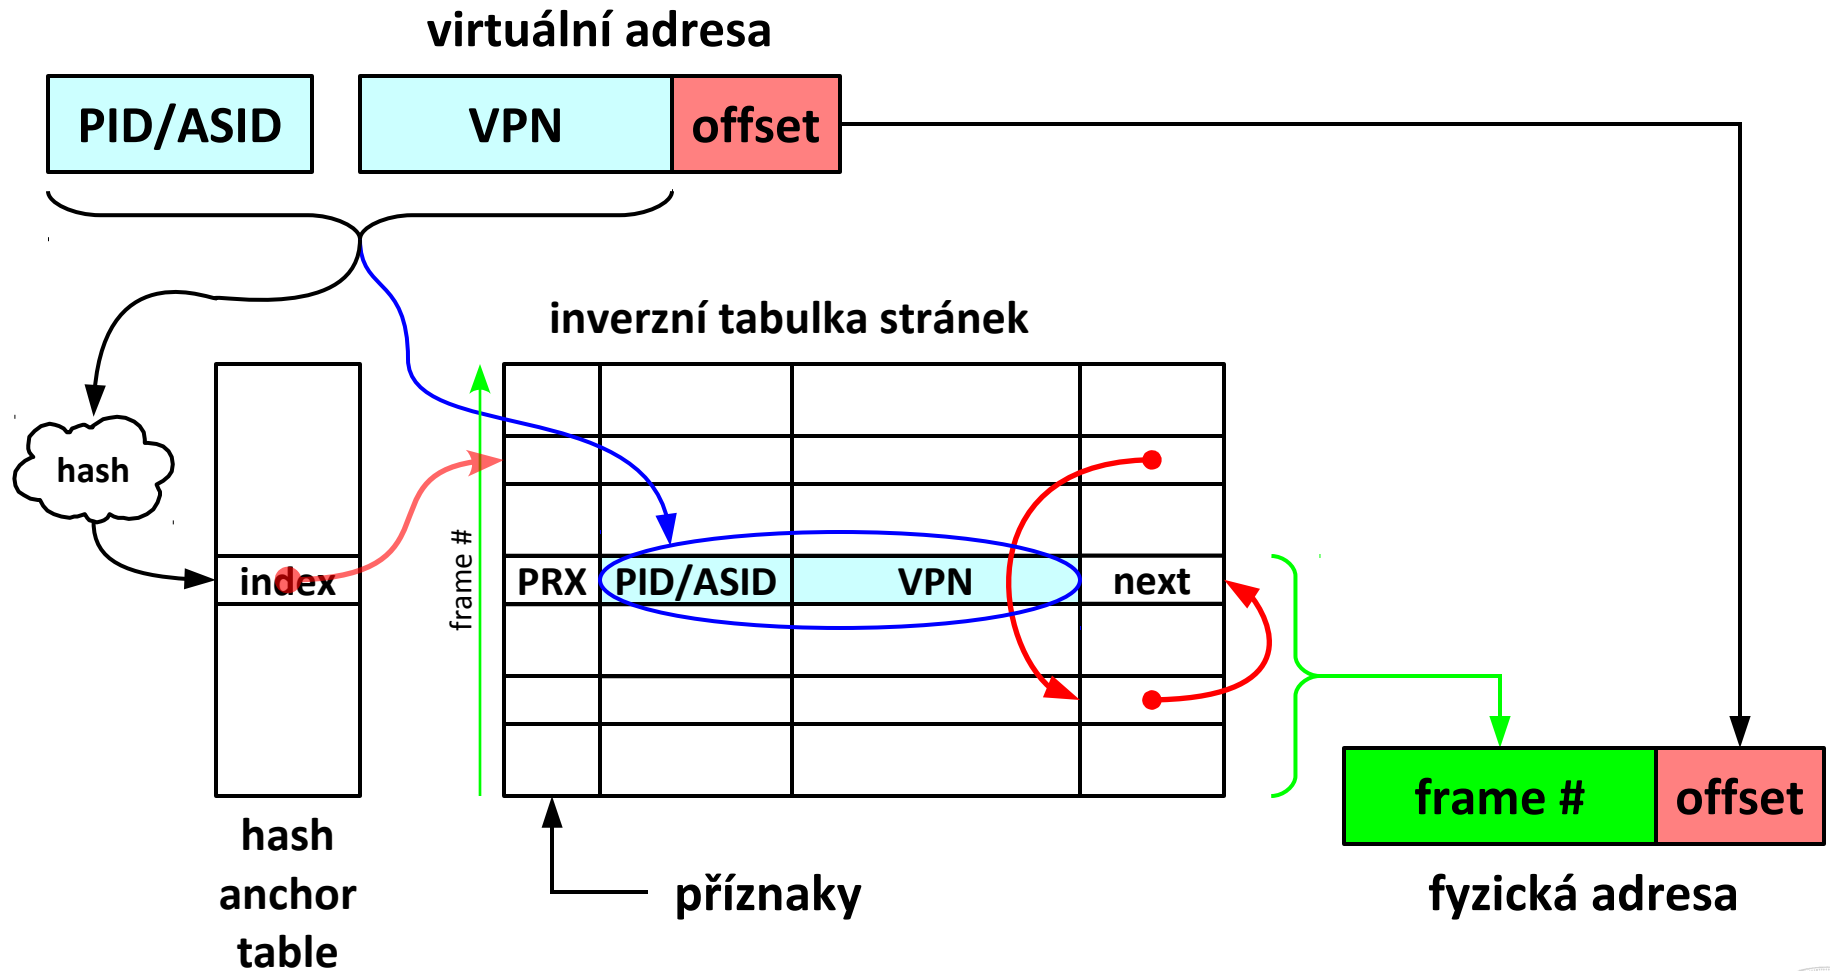 virtuální adresa
PID/ASID VPN offset
inverzní tabulka stránek
hash
frame #
index PRX PID/ASID VPN next
frame # offset
hash
anchor
table
příznaky
fyzická adresa